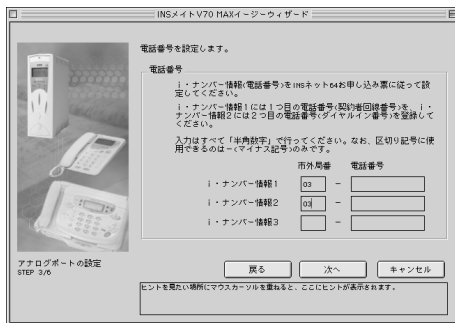 INSメイトV70 MAXイージーウィザード
電話番号を設定します。
電話番号
i・ナンバー情報(電話番号)をINSネット64お申し込み票に従って設
定してください。
i・ナンバー情報1には1つ目の電話番号(契約者回線番号)を、i・
ナンバー情報2には2つ目の電話番号(ダイヤルイン番号)を登録して
ください。
入力はすべて「半角数字」で行ってください。なお、区切り記号に使
用できるのは-(マイナス記号)のみです。
市外局番 電話番号
i・ナンバー情報1 03 -
i・ナンバー情報2 03 -
i・ナンバー情報3 -
アナログポートの設定
STEP 3/6
戻る 次へ キャンセル
ヒントを見たい場所にマウスカーソルを重ねると、ここにヒントが表示されます。